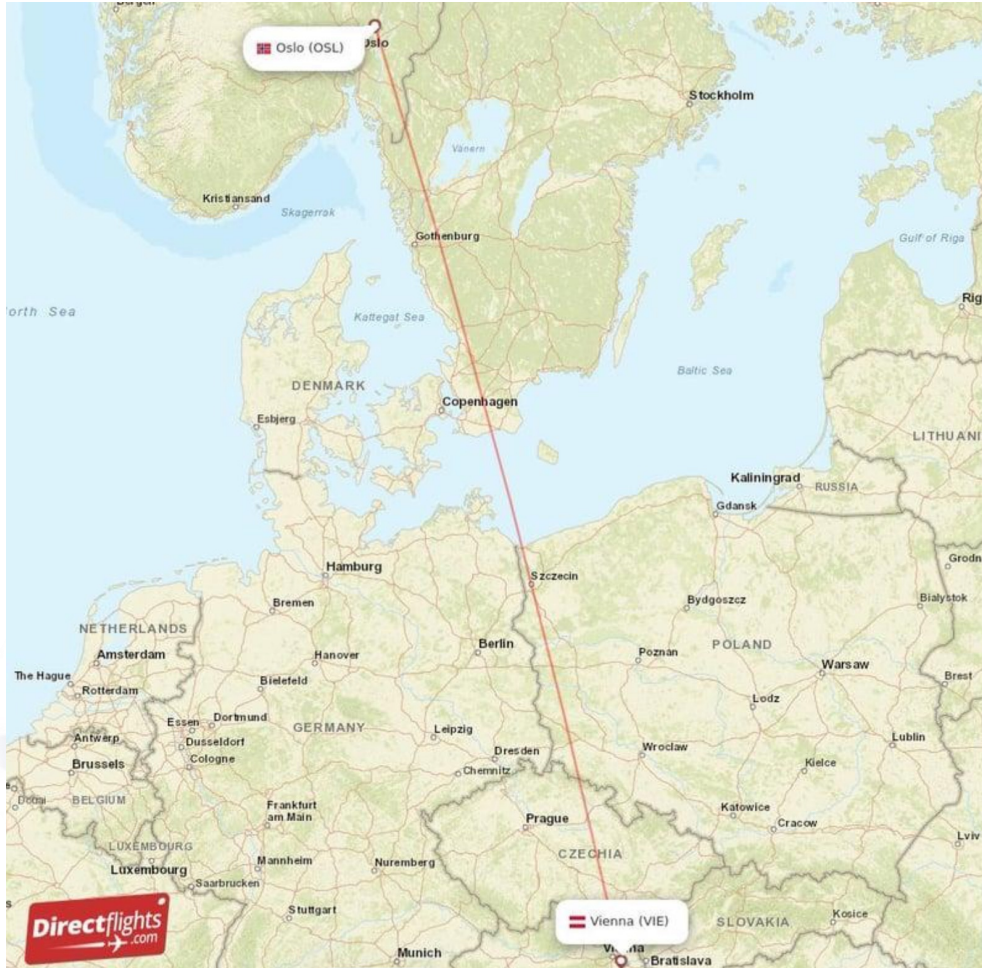 Bergen
Oslo (OSL)
Oslo
Stockholm
Vänern
Kristiansand
Skagerrak
Gothenburg
Gulf of Riga
orth Sea
Rig
Kattegat Sea
Baltic Sea
DENMARK
Copenhagen
Esbjerg
LITHUANI
Kaliningrad
RUSSIA
Gdansk
Grodn
Hamburg
Szczecin
Bremen
Bydgoszcz
Bialystok
NETHERLANDS
Berlin
POLAND
Amsterdam
Hanover
Poznan
Warsaw
The Hague
Brest
Rotterdam
Bielefeld
Lodz
Essen
Dortmund
GERMANY
Leipzig
Antwerp
Dusseldorf
Wroclaw
Lublin
Brussels
Cologne
Dresden
Chemnitz
Kielce
BELGIUM
Douai
Frankfurt
am Main
Katowice
Prague
Cracow
Lviv
LUXEMBOURG
CZECHIA
Luxembourg
Mannheim
Nuremberg
Saarbrucken
Directflights
.com
Stuttgart
Vienna (VIE)
SLOVAKIA
Kosice
Munich
Bratislava